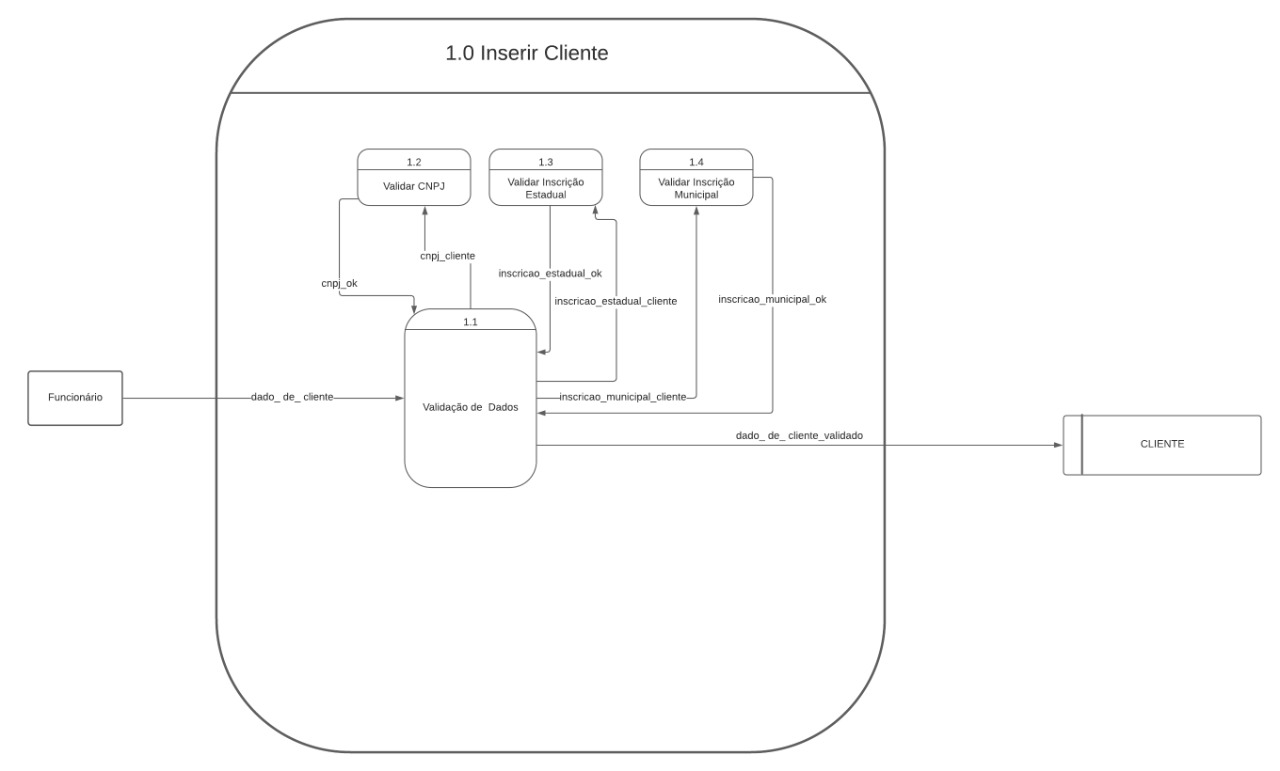 1.0 Inserir Cliente
1.2
Validar CNPJ
1.3
Validar Inscrição
Estadual
1.4
Validar Inscrição
Municipal
cnpj_cliente
inscricao_estadual_ok
cnpj_ok
inscricao_estadual_cliente
inscricao_municipal_ok
1.1
Validação de Dados
Funcionário
dado_ de_ cliente
inscricao_municipal_cliente
dado_ de_ cliente_validado
CLIENTE